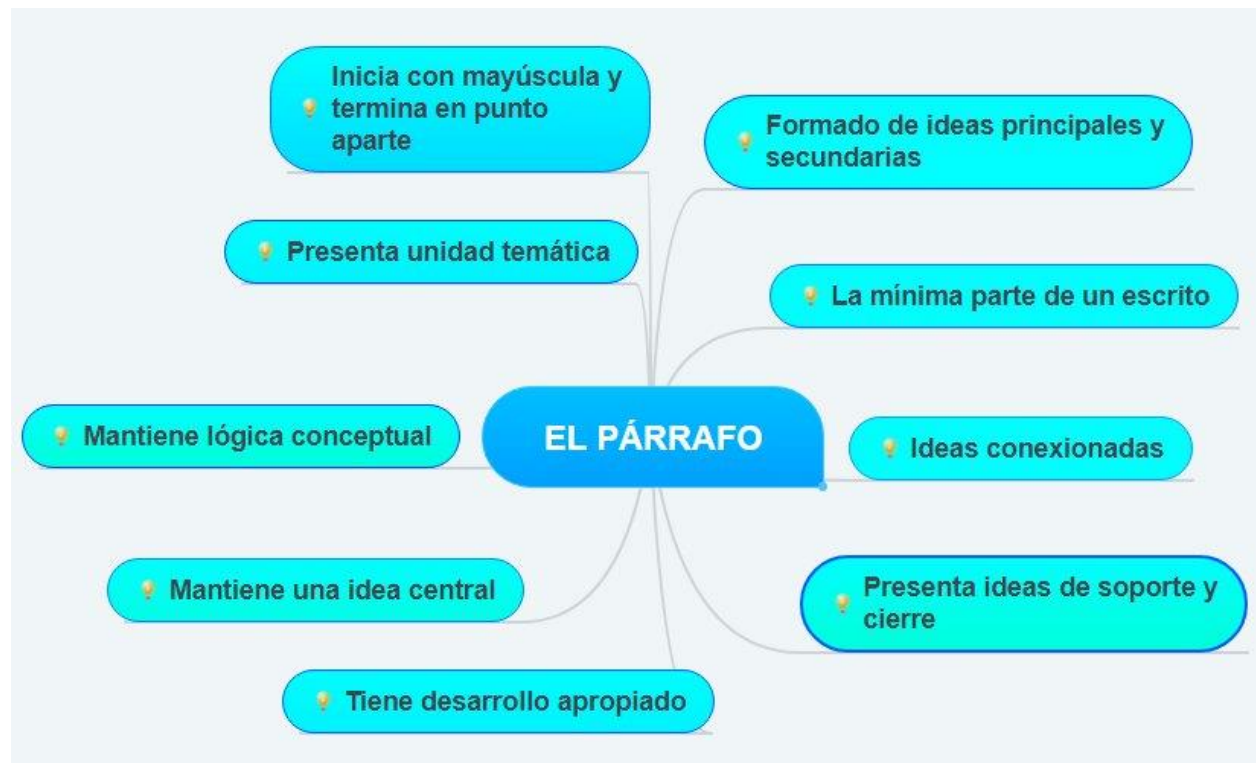 Inicia con mayúscula y
termina en punto
aparte
Formado de ideas principales y
secundarias
Presenta unidad temática
La mínima parte de un escrito
Mantiene lógica conceptual
EL PÁRRAFO
Ideas conexionadas
Mantiene una idea central
Presenta ideas de soporte y
cierre
Tiene desarrollo apropiado